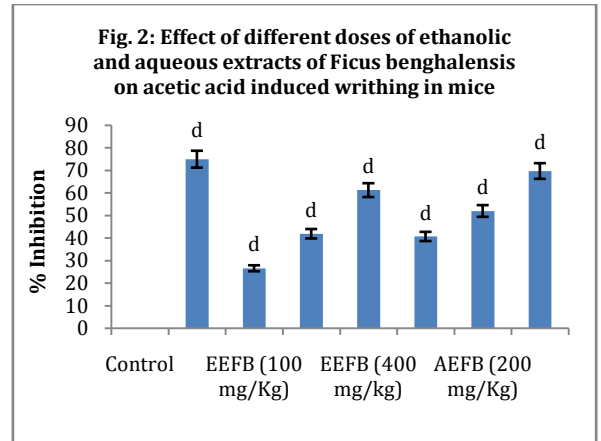 Fig. 2: Effect of different doses of ethanolic
and aqueous extracts of Ficus benghalensis
on acetic acid induced writhing in mice
90
80
70
60
50
40
30
20
10
0
% Inhibition
d
d
d
d
d
d
d
Control
EEFB (100
mg/Kg)
EEFB (400
mg/kg)
AEFB (200
mg/Kg)